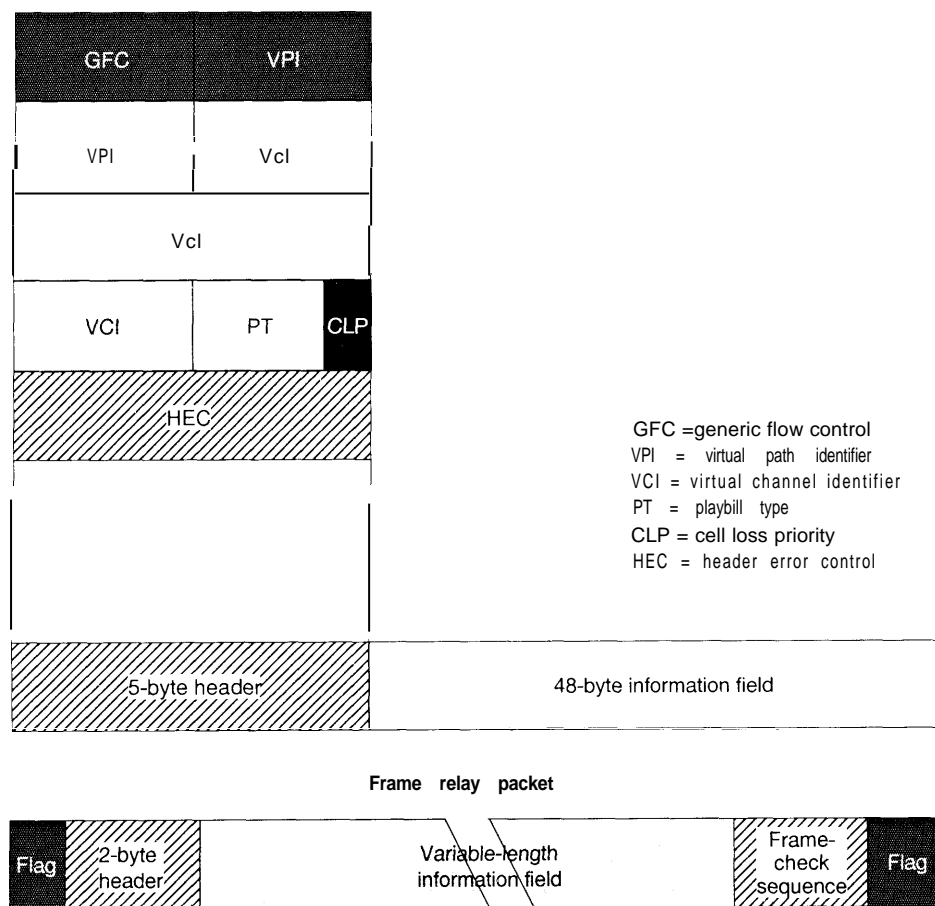 GFC VPI
VPI VcI
VcI
VCI PT CLP
HEC
GFC =generic flow control
VPI = virtual path identifier
VCI = virtual channel identifier
PT = playbill type
CLP = cell loss priority
HEC = header error control
5-byte header 48-byte information field
Frame relay packet
Flag 2-byte header Variable-length information field Frame-check sequence Flag